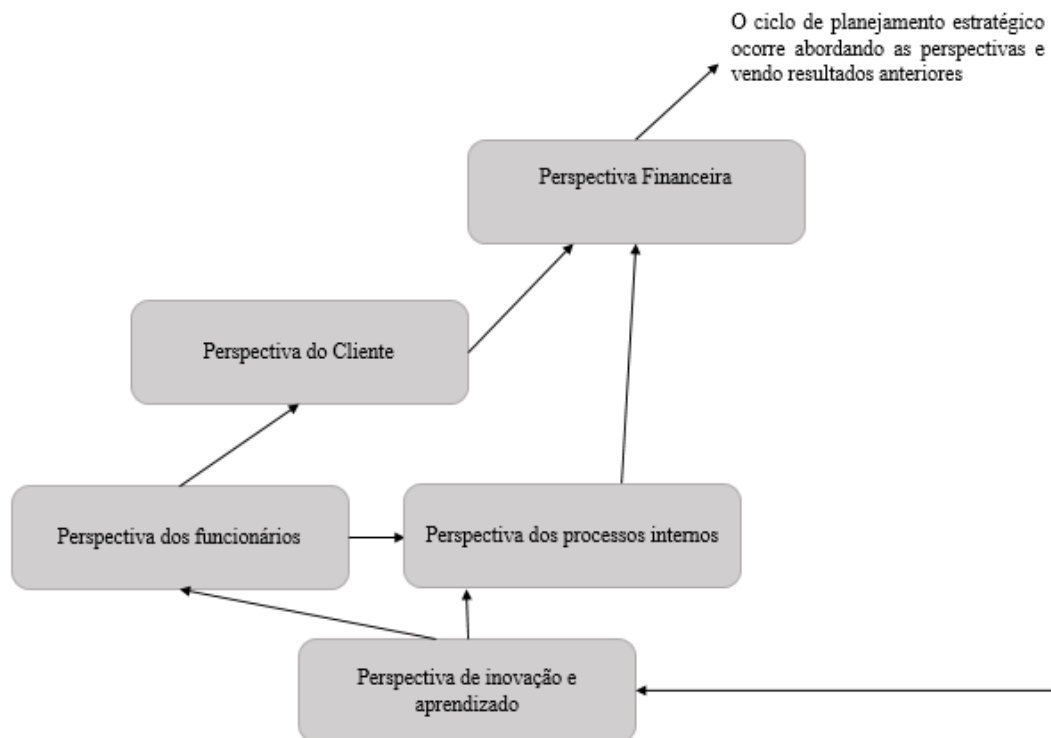 O ciclo de planejamento estratégico
ocorre abordando as perspectivas e
vendo resultados anteriores
Perspectiva Financeira
Perspectiva do Cliente
Perspectiva dos funcionários
Perspectiva dos processos internos
Perspectiva de inovação e
aprendizado